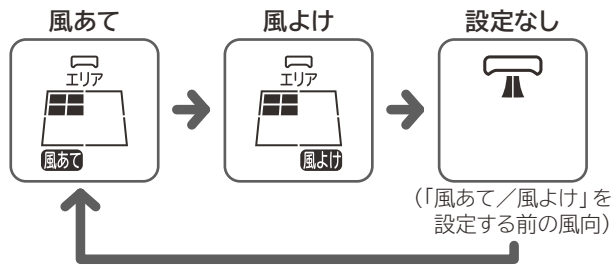 風あて
風よけ
設定なし
エリア
風あて
エリア
風よけ
(「風あて／風よけ」を
設定する前の風向)